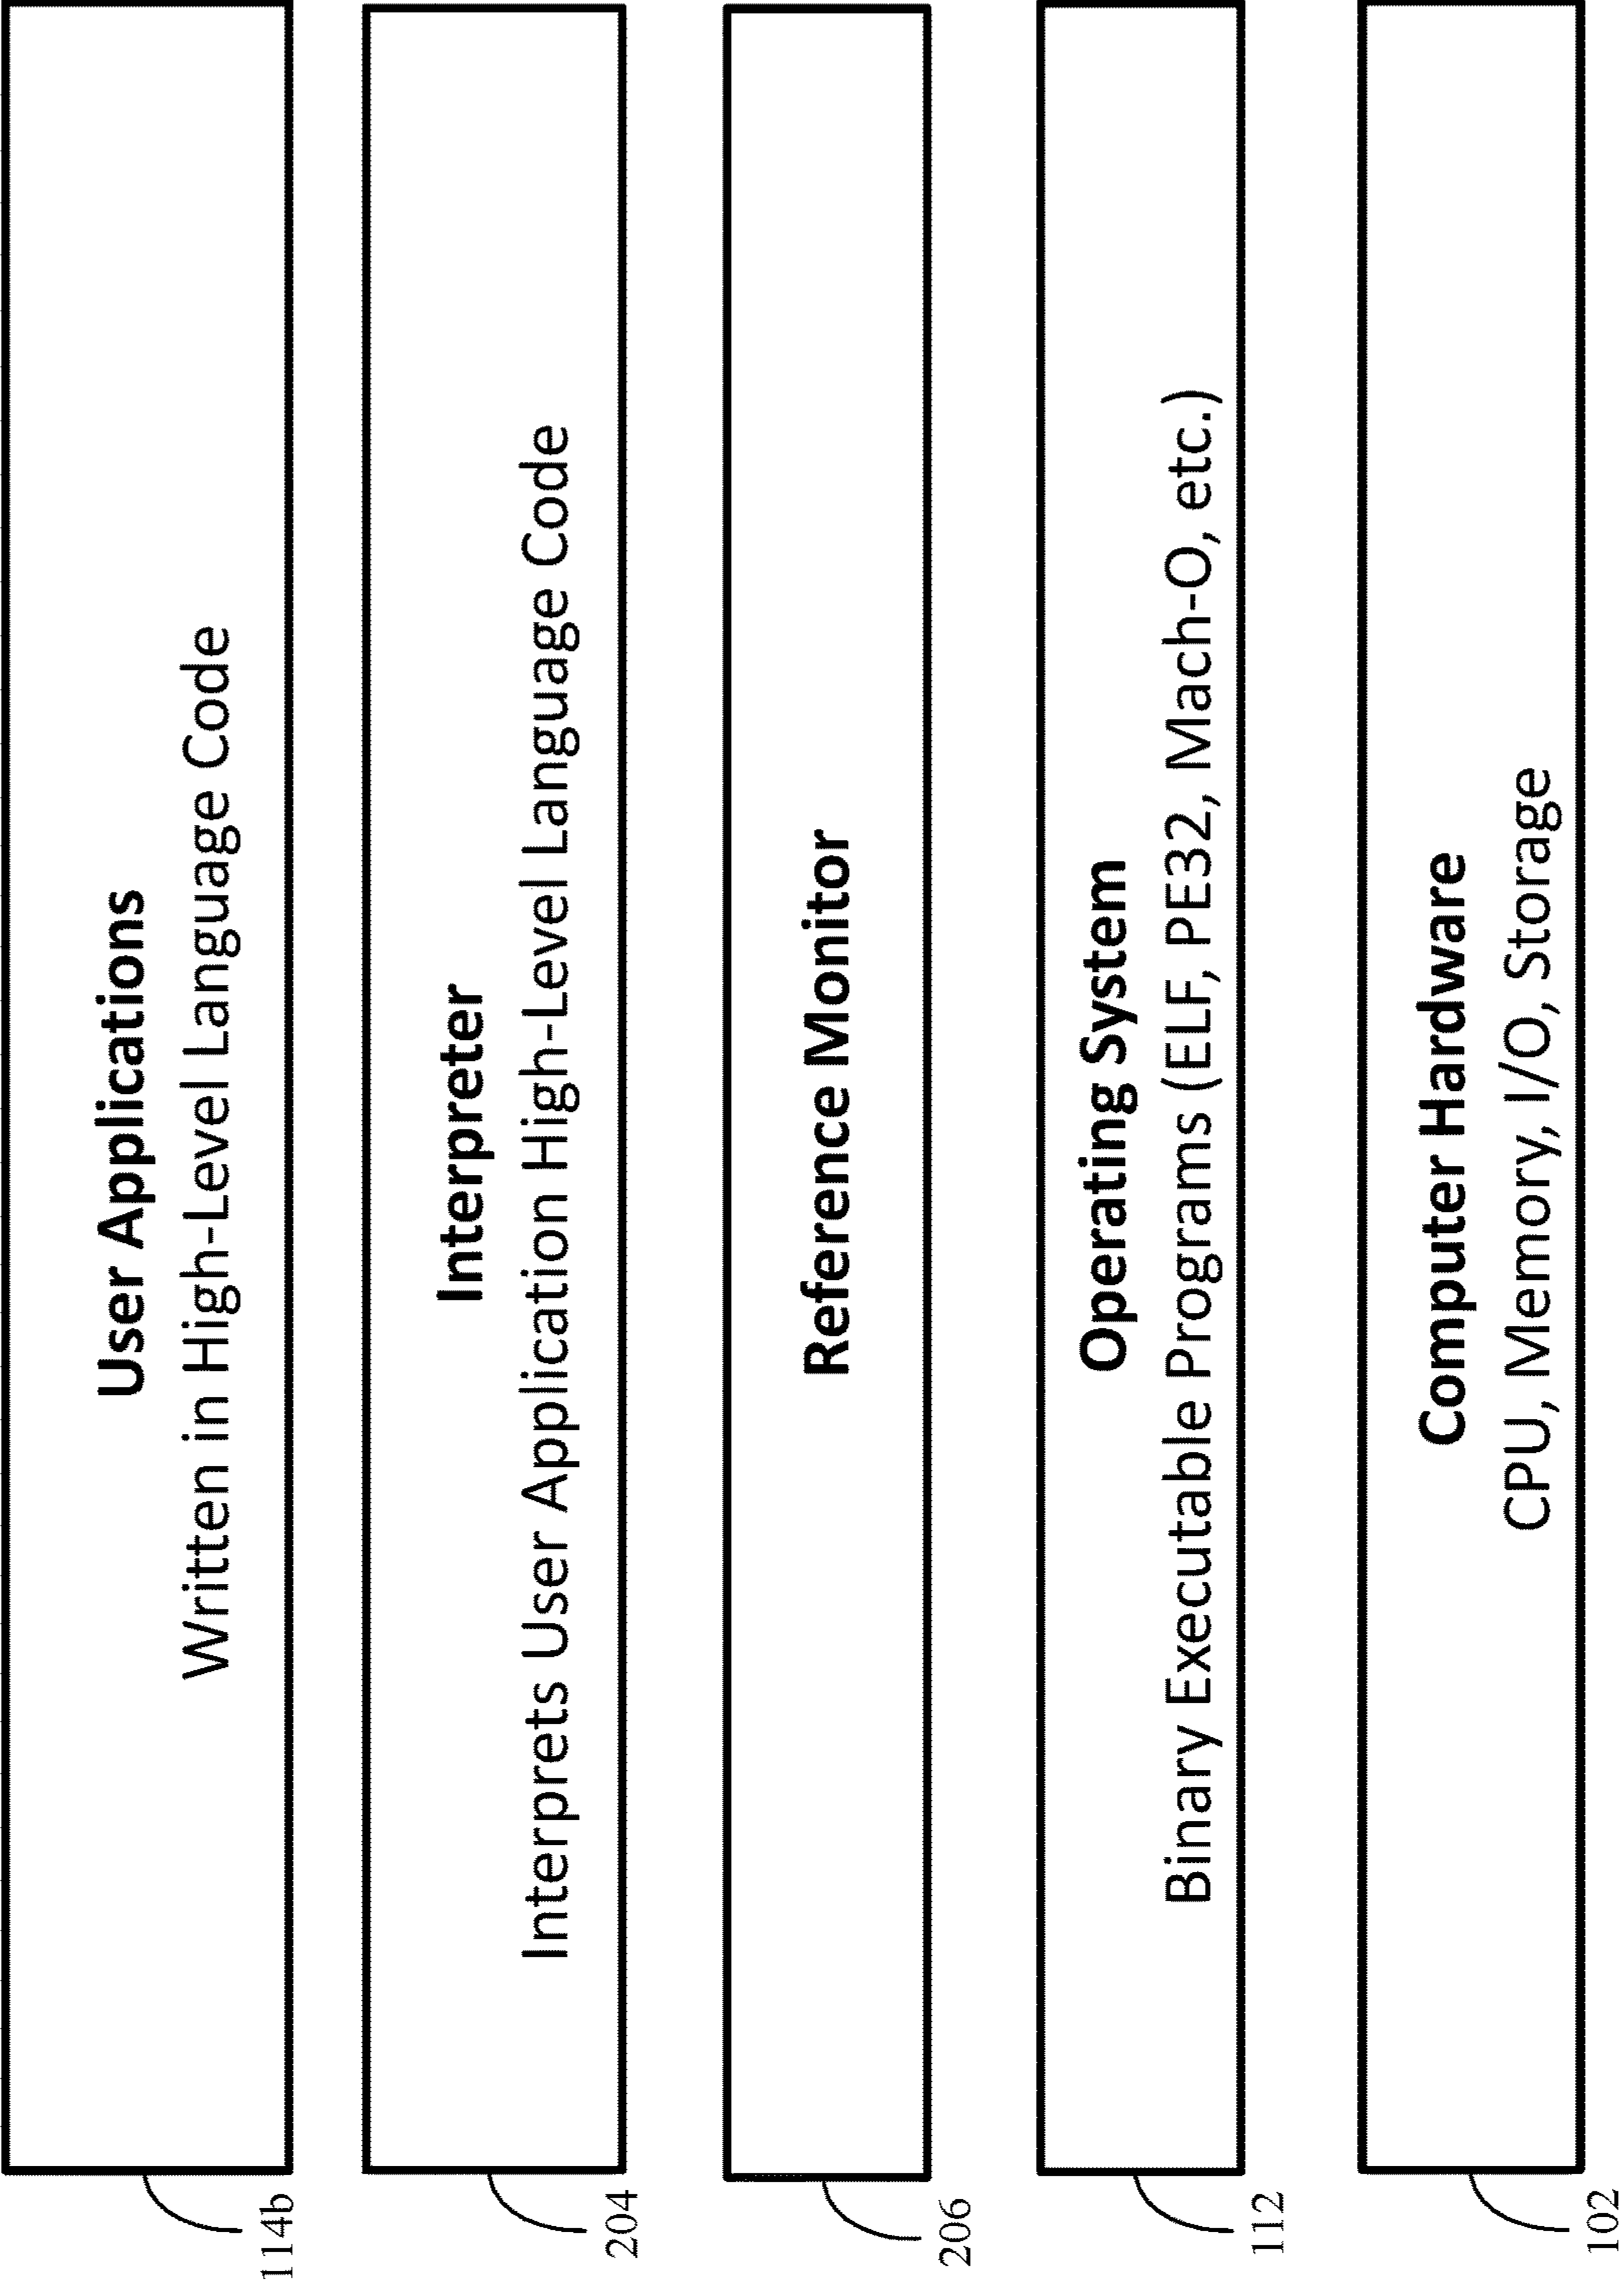 User Applications
Written in High-Level Language Code
114b
Interpreter
Interprets User Application High-Level Language Code
204
Reference Monitor
206
Operating System
Binary Executable Programs (ELF, PE32, Mach-O, etc.)
112
Computer Hardware
CPU, Memory, I/O, Storage
102